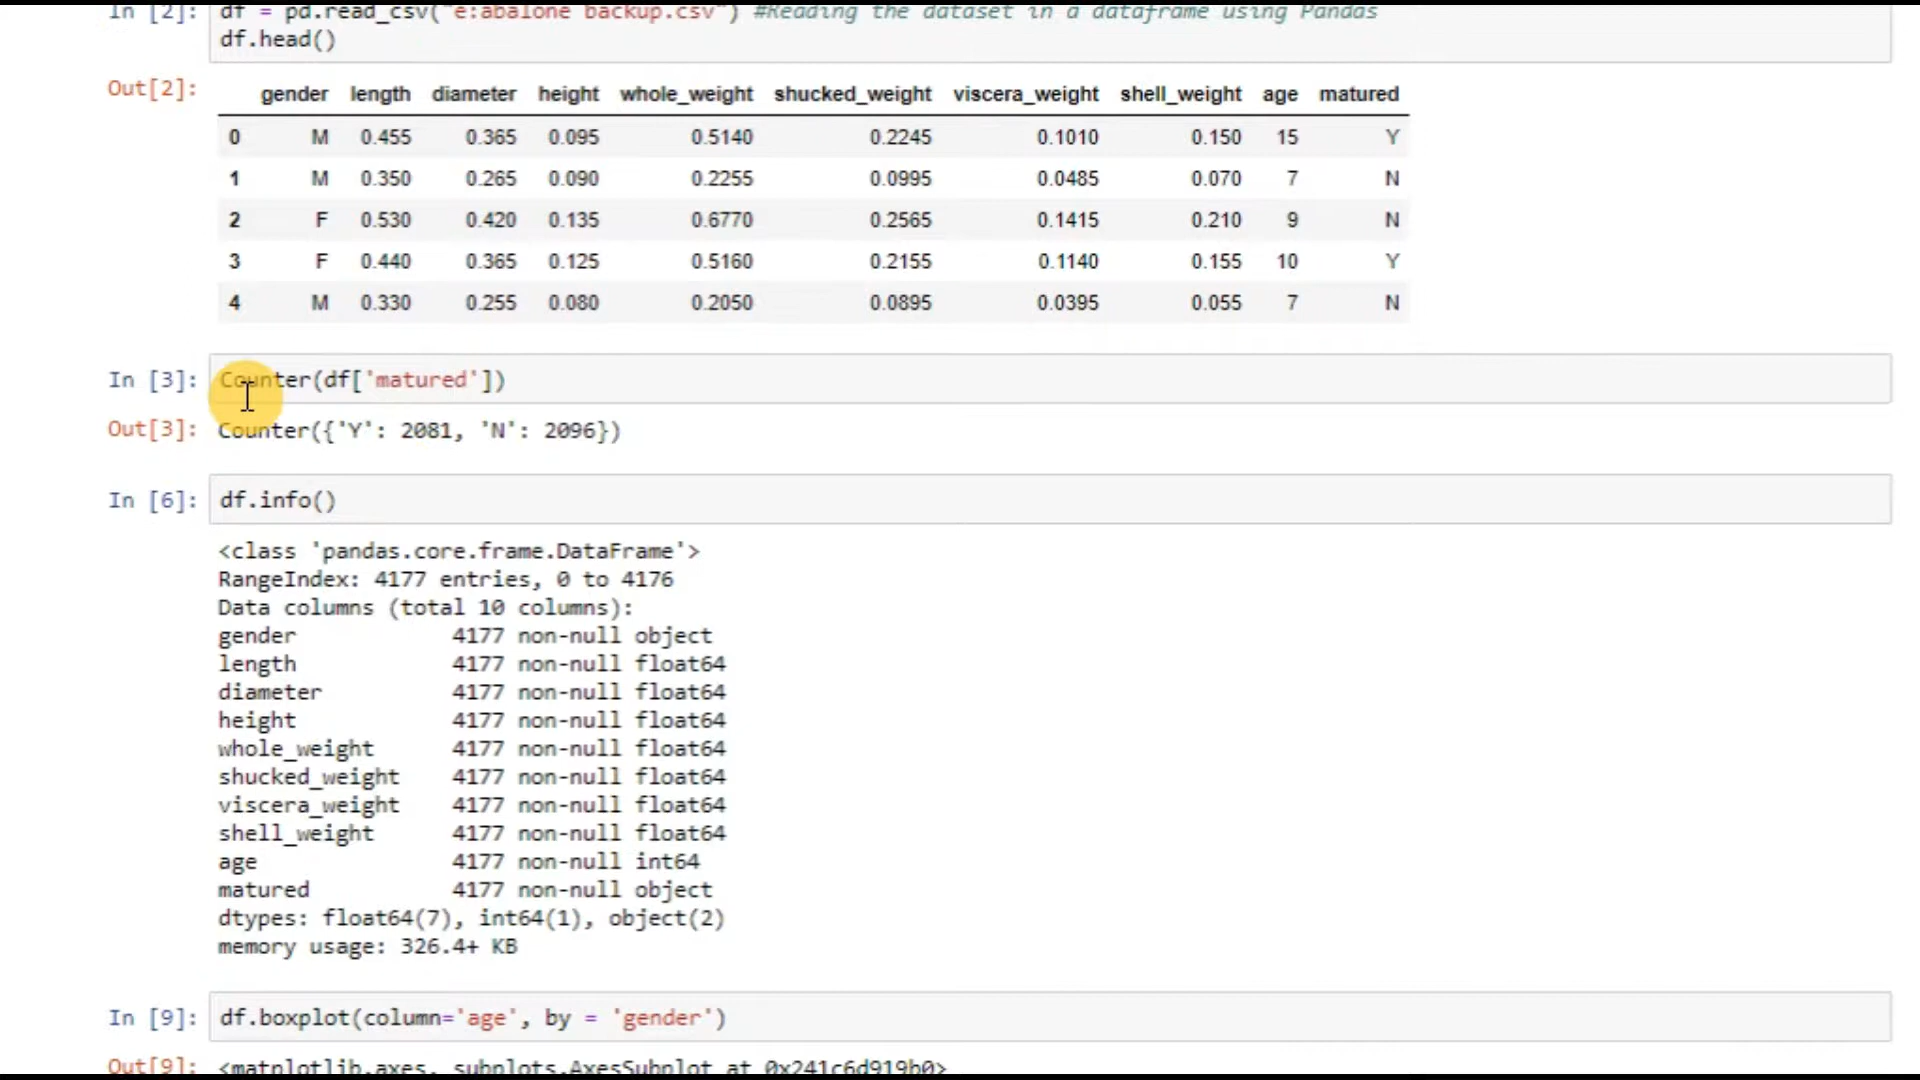 In [2]: df = pd.read_csv("e:abalone backup.csv") #Reading the dataset in a dataframe using Pandas
df.head()
Out[2]:
gender length diameter height whole_weight shucked_weight viscera_weight shell_weight age matured
0 M 0.455 0.365 0.095 0.5140 0.2245 0.1010 0.150 15 Y
1 M 0.350 0.265 0.090 0.2255 0.0995 0.0485 0.070 7 N
2 F 0.530 0.420 0.135 0.6770 0.2565 0.1415 0.210 9 N
3 F 0.440 0.365 0.125 0.5160 0.2155 0.1140 0.155 10 Y
4 M 0.330 0.255 0.080 0.2050 0.0895 0.0395 0.055 7 N
In [3]: Counter(df['matured'])
Out[3]: Counter({'Y': 2081, 'N': 2096})
In [6]: df.info()
<class 'pandas.core.frame.DataFrame'>
RangeIndex: 4177 entries, 0 to 4176
Data columns (total 10 columns):
gender 4177 non-null object
length 4177 non-null float64
diameter 4177 non-null float64
height 4177 non-null float64
whole_weight 4177 non-null float64
shucked_weight 4177 non-null float64
viscera_weight 4177 non-null float64
shell_weight 4177 non-null float64
age 4177 non-null int64
matured 4177 non-null object
dtypes: float64(7), int64(1), object(2)
memory usage: 326.4+ KB
In [9]: df.boxplot(column='age', by = 'gender')
Out[9]: <matplotlib.axes._subplots.AxesSubplot at 0x241c6d919b0>